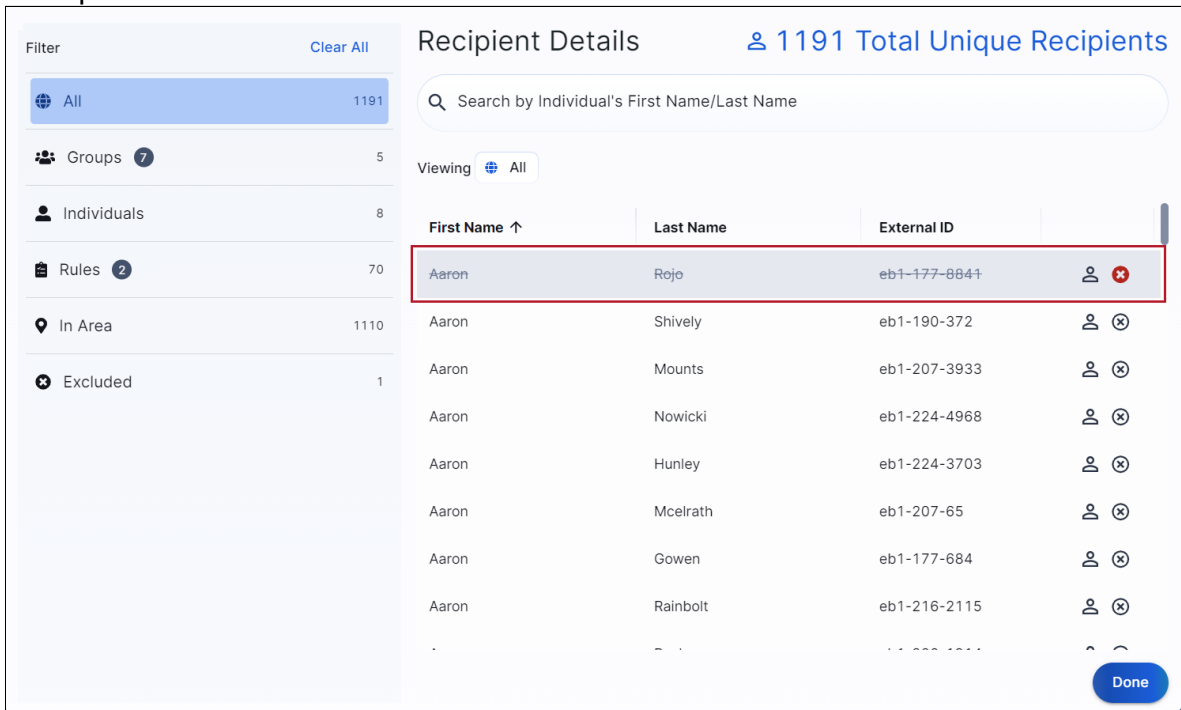 Filter Clear All
All 1191
Groups 7 5
Individuals 8
Rules 2 70
In Area 1110
Excluded 1
Recipient Details 1191 Total Unique Recipients
Search by Individual's First Name/Last Name
Viewing All
First Name ↑ Last Name External ID
Aaron Rojo eb1-177-8841
Aaron Shively eb1-190-372
Aaron Mounts eb1-207-3933
Aaron Nowicki eb1-224-4968
Aaron Hunley eb1-224-3703
Aaron Mcelrath eb1-207-65
Aaron Gowen eb1-177-684
Aaron Rainbolt eb1-216-2115
Done